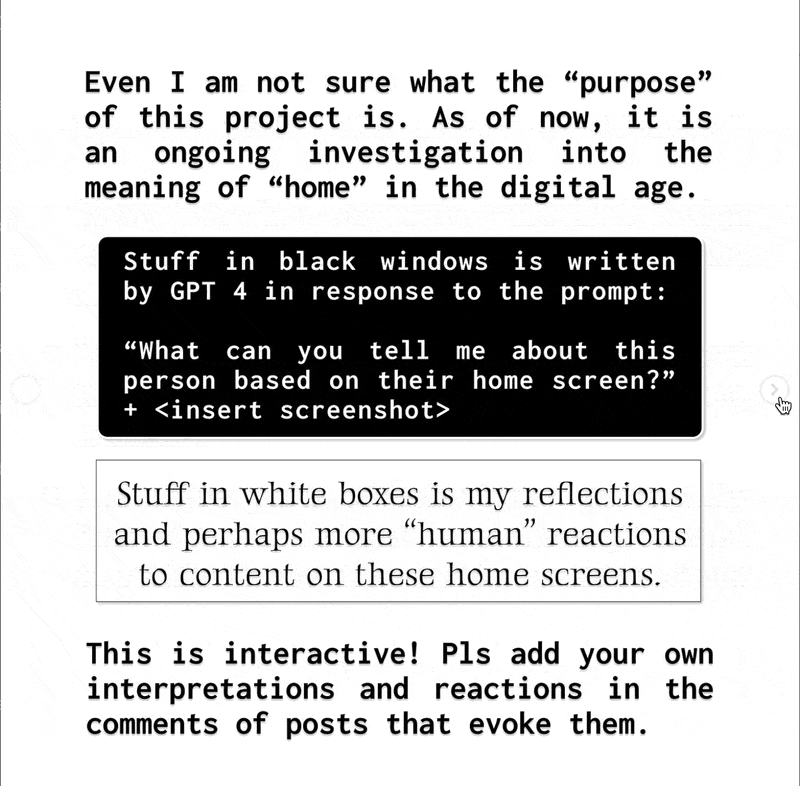 Even I am not sure what the “purpose”
of this project is. As of now, it is
an ongoing investigation into the
meaning of “home” in the digital age.
Stuff in black windows is written
by GPT 4 in response to the prompt:
“What can you tell me about this
person based on their home screen?”
+ <insert screenshot>
Stuff in white boxes is my reflections
and perhaps more “human” reactions
to content on these home screens.
This is interactive! Pls add your own
interpretations and reactions in the
comments of posts that evoke them.